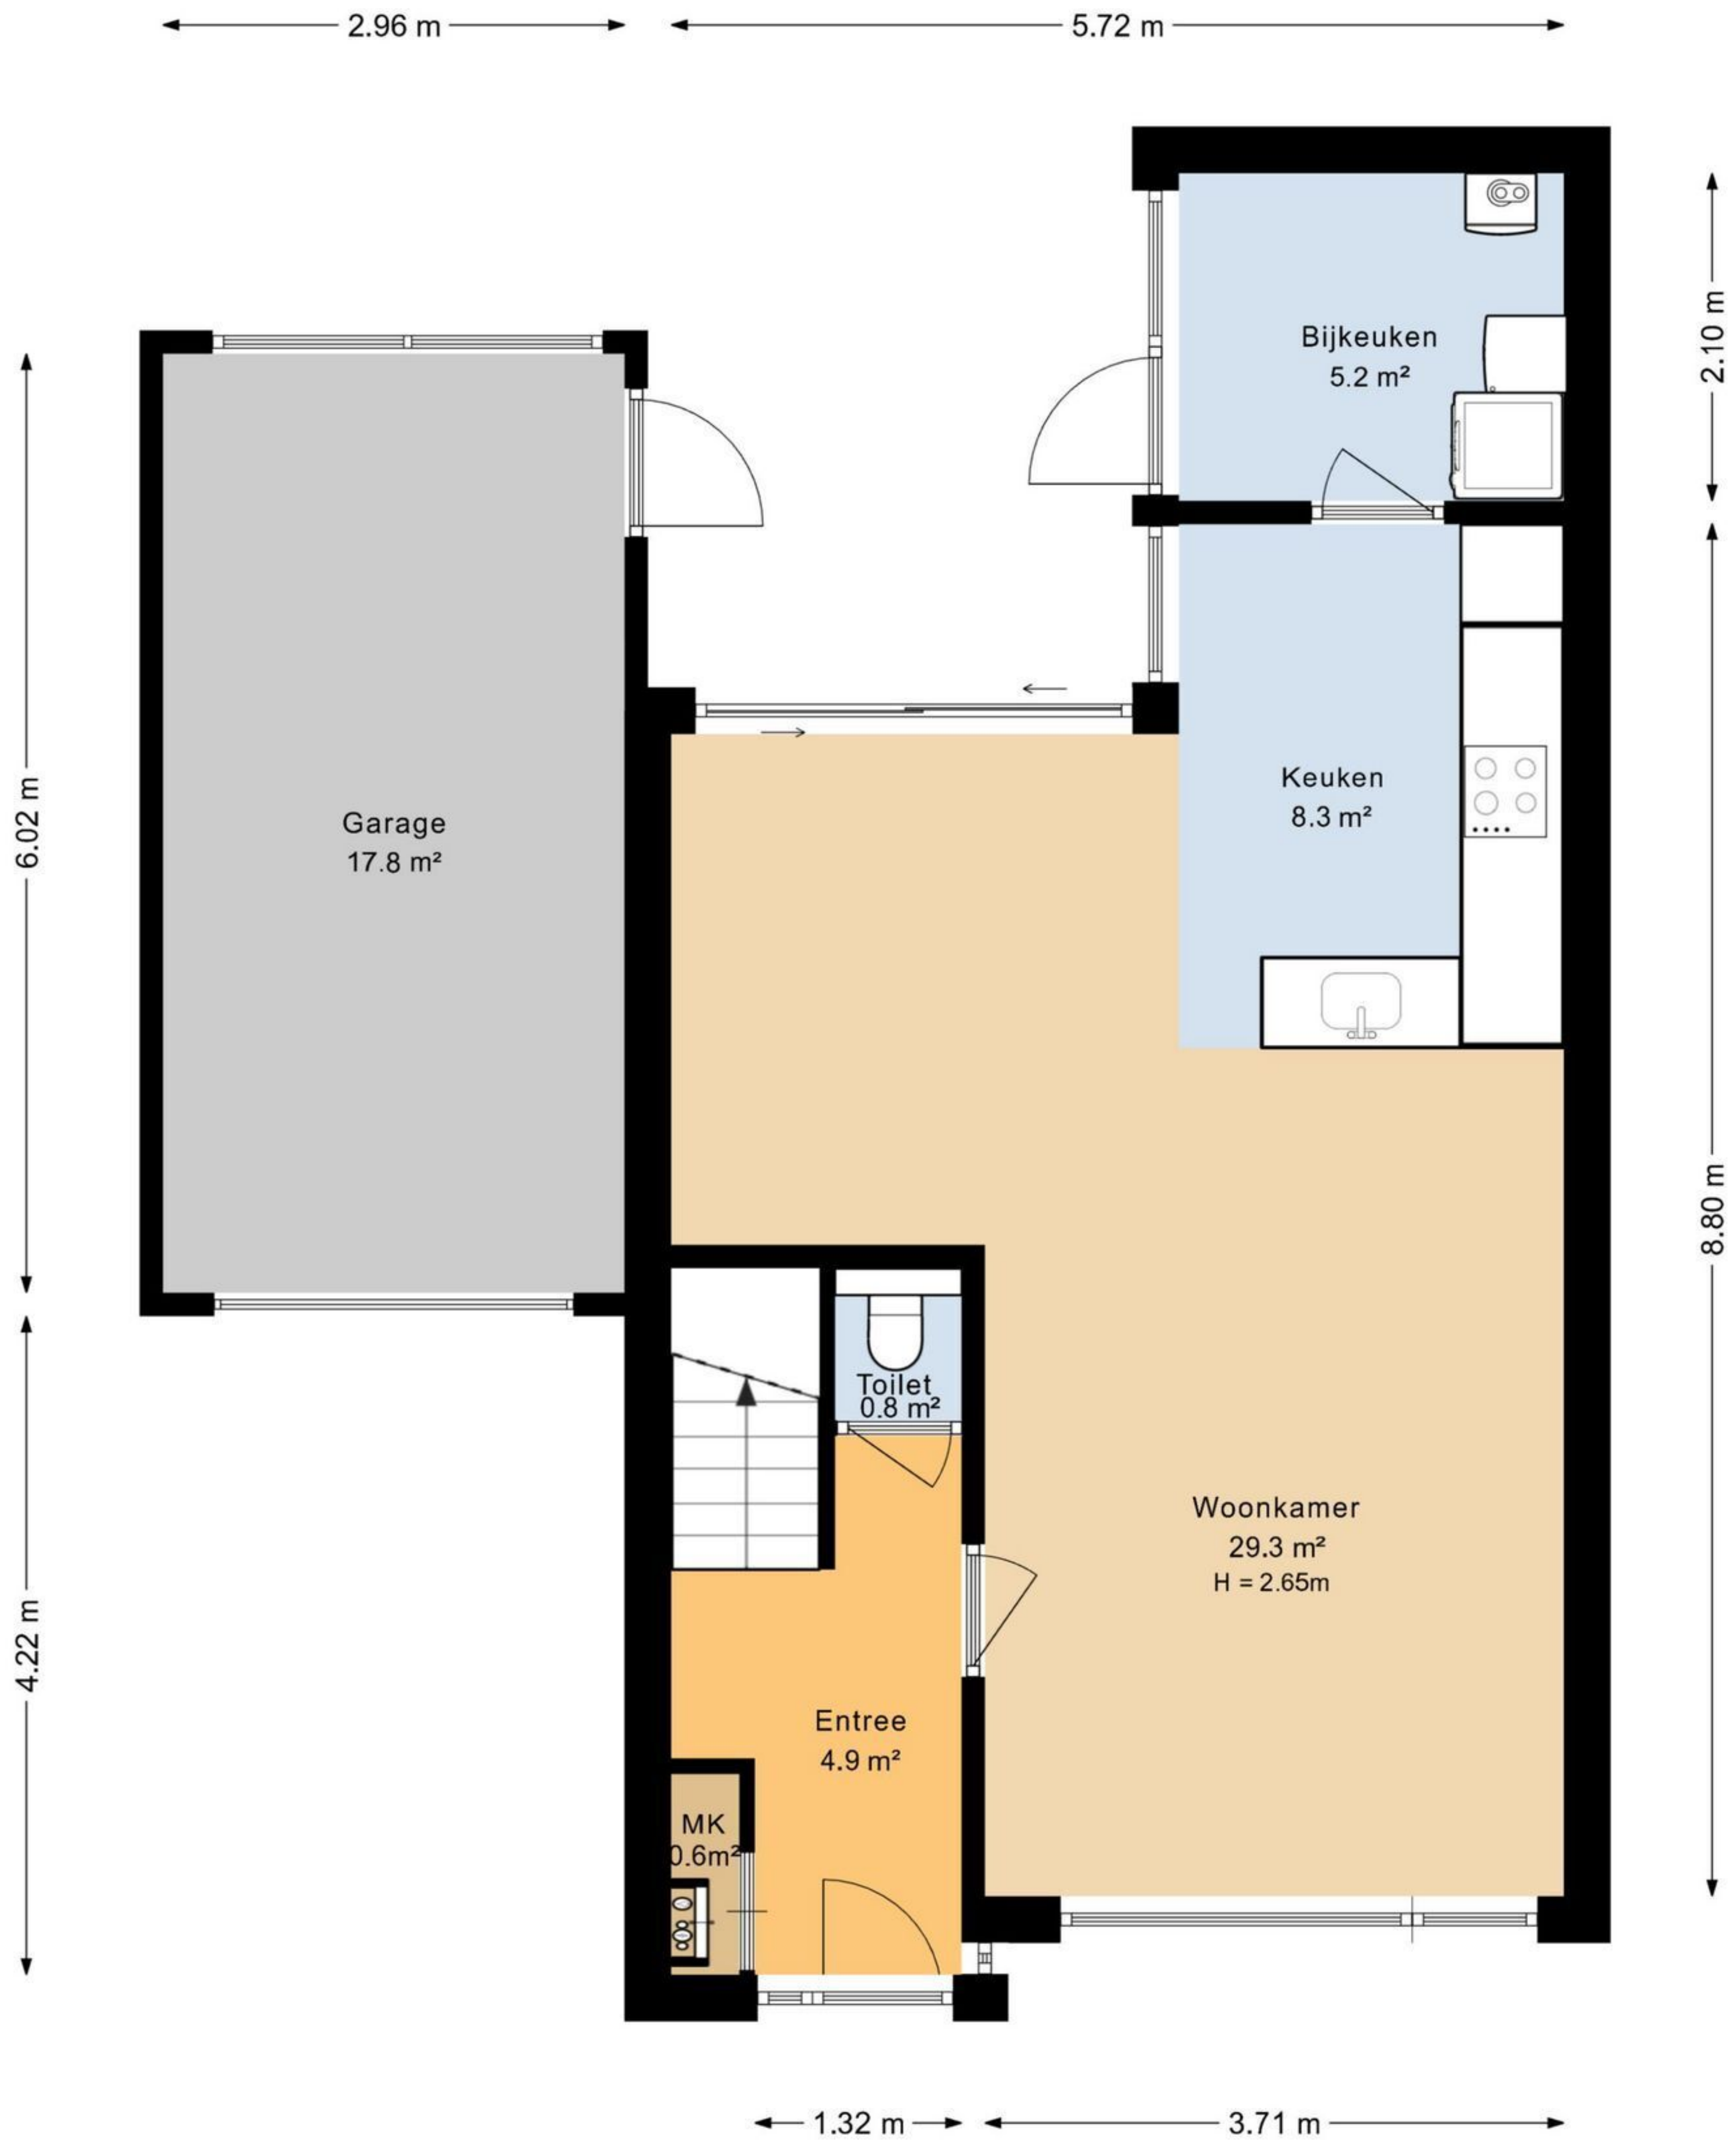 2.96 m
5.72 m
2.10 m
Bijkeuken
5.2 m²
Keuken
8.3 m²
Garage
17.8 m²
6.02 m
8.80 m
Toilet
0.8 m²
Woonkamer
29.3 m²
H = 2.65m
4.22 m
Entree
4.9 m²
MK
0.6m²
1.32 m
3.71 m